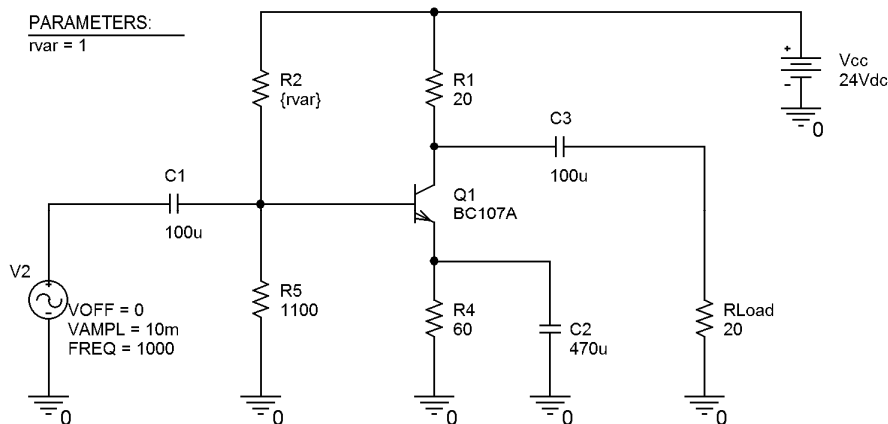 PARAMETERS:
rvar = 1
R2
{rvar}
R1
20
Vcc
24Vdc
0
C3
100u
C1
100u
Q1
BC107A
V2
VOFF = 0
VAMPL = 10m
FREQ = 1000
R5
1100
R4
60
C2
470u
RLoad
20
0
0
0
0
0